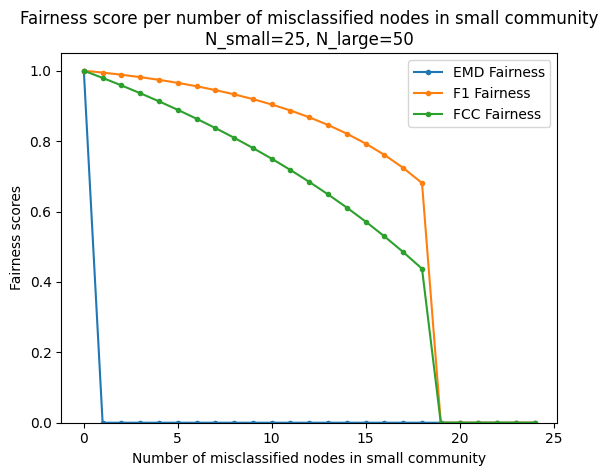 Fairness score per number of misclassified nodes in small community
N_small=25, N_large=50
EMD Fairness
F1 Fairness
FCC Fairness
Fairness scores
1.0
0.8
0.6
0.4
0.2
0.0
0 5 10 15 20 25
Number of misclassified nodes in small community